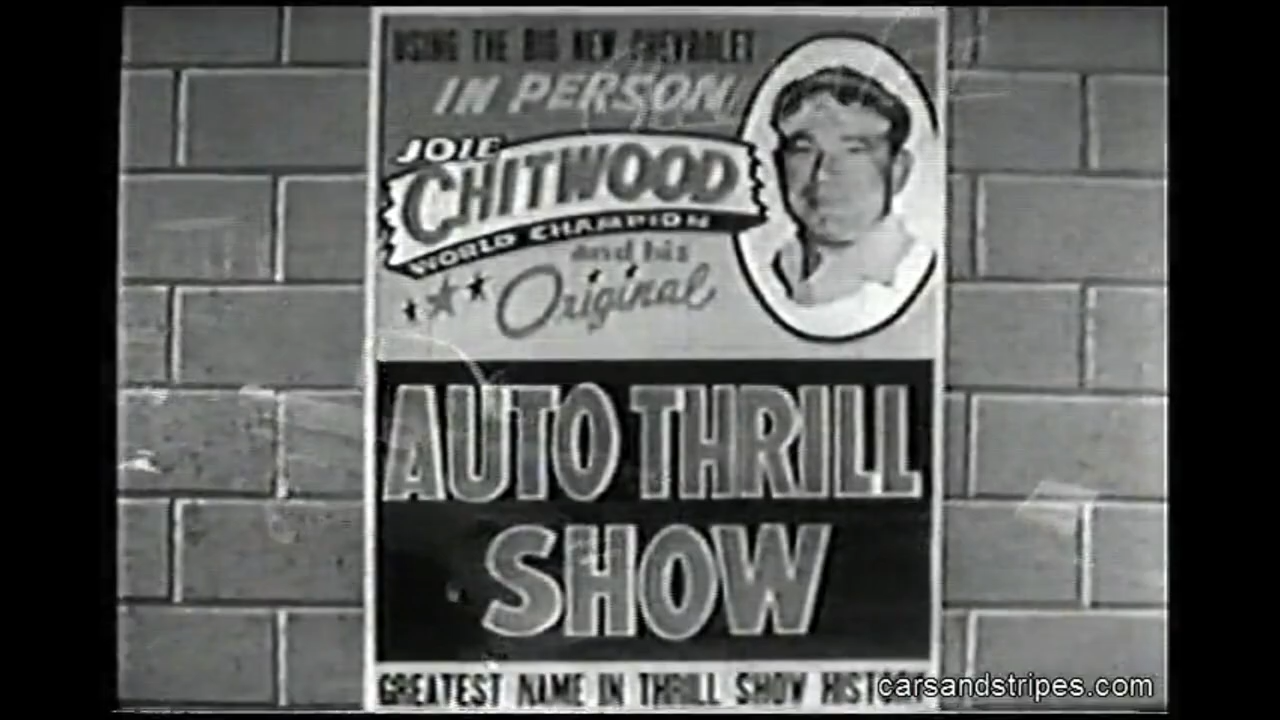 USING THE BIG NEW CHEVROLET
IN PERSON
JOIE
CHITWOOD
WORLD CHAMPION
and his
Original
AUTO THRILL
SHOW
GREATEST NAME IN THRILL SHOW HIST
carsandstripes.com